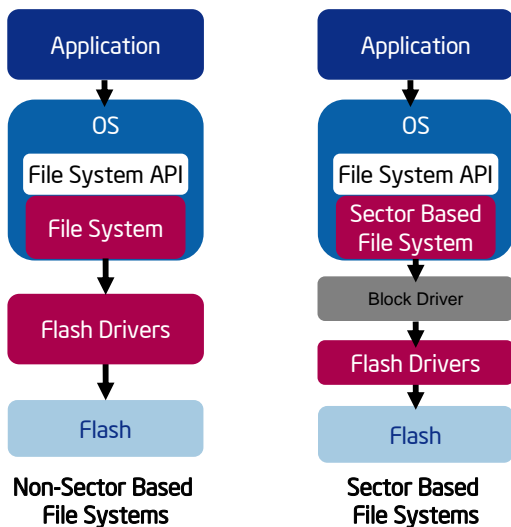 Application
OS
File System API
File System
Flash Drivers
Flash
Non-Sector Based
File Systems
Application
OS
File System API
Sector Based
File System
Block Driver
Flash Drivers
Flash
Sector Based
File Systems